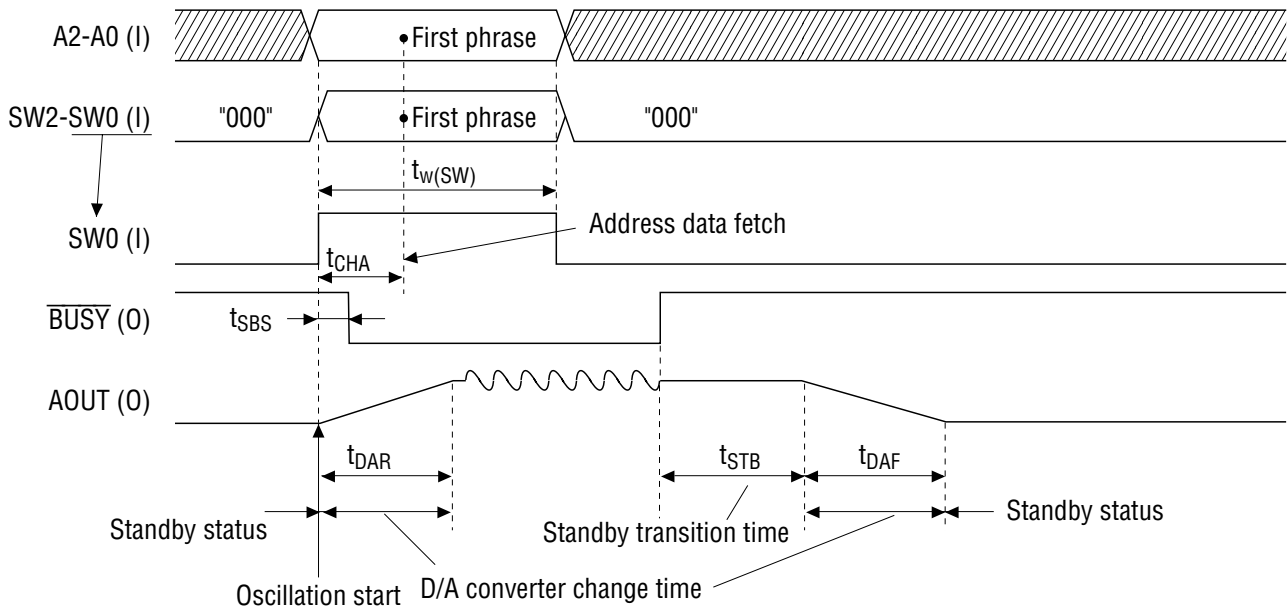 A2-A0 (I)
First phrase
SW2-SW0 (I)
"000"
First phrase
"000"
tw(SW)
SW0 (I)
Address data fetch
tCHA
BUSY (O)
tSBS
AOUT (O)
tDAR
tSTB
tDAF
Standby status
Standby transition time
Standby status
Oscillation start
D/A converter change time